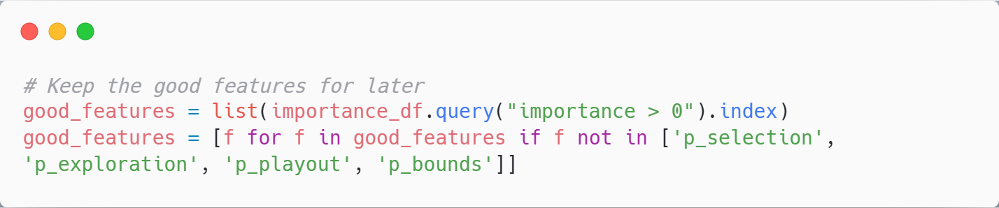 # Keep the good features for later
good_features = list(importance_df.query("importance > 0").index)
good_features = [f for f in good_features if f not in ['p_selection',
'p_exploration', 'p_playout', 'p_bounds']]